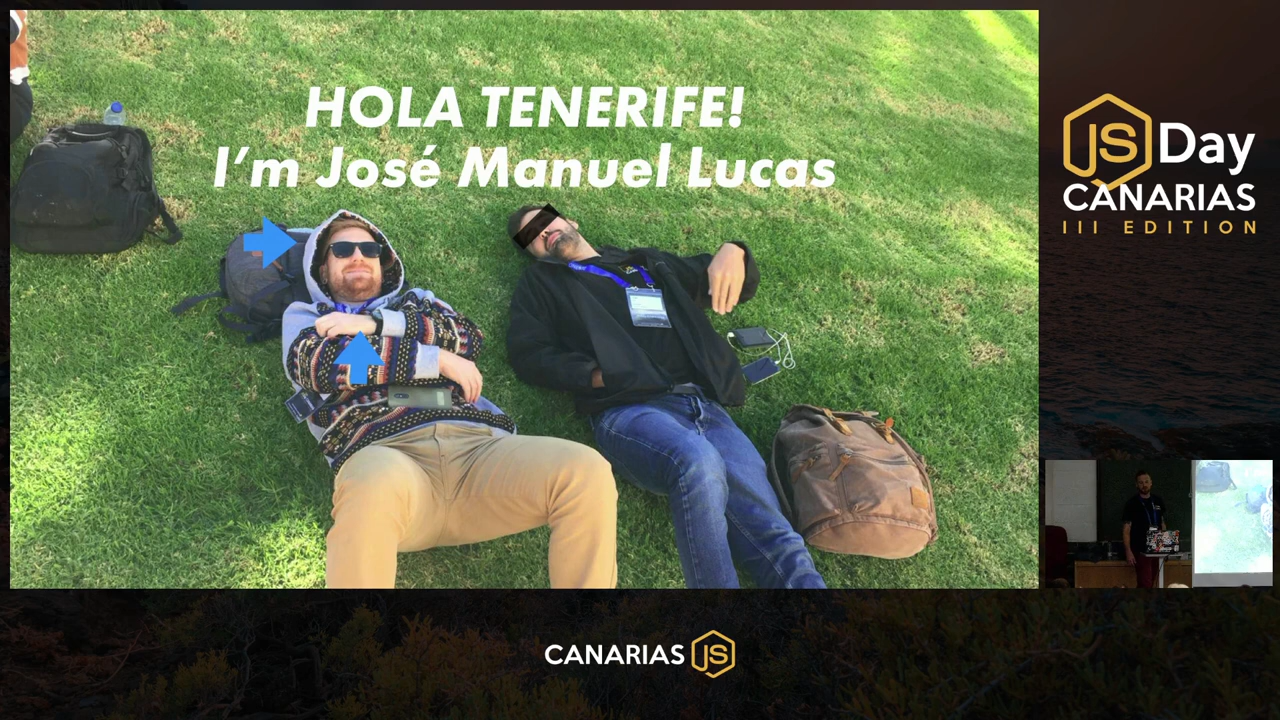 HOLA TENERIFE!
I'm José Manuel Lucas
JS Day
CANARIAS
III EDITION
CANARIAS JS